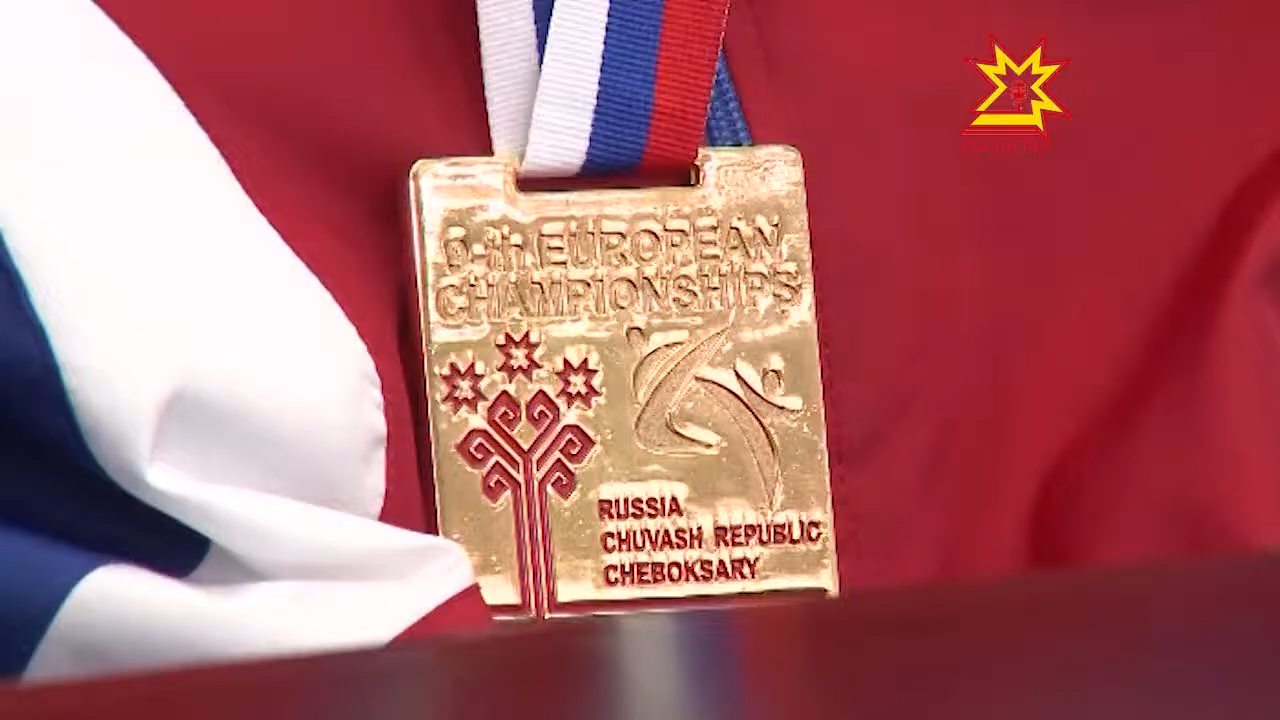 EUROPEAN
CHAMPIONSHIPS
RUSSIA
CHUVASH REPUBLIC
CHEBOKSARY